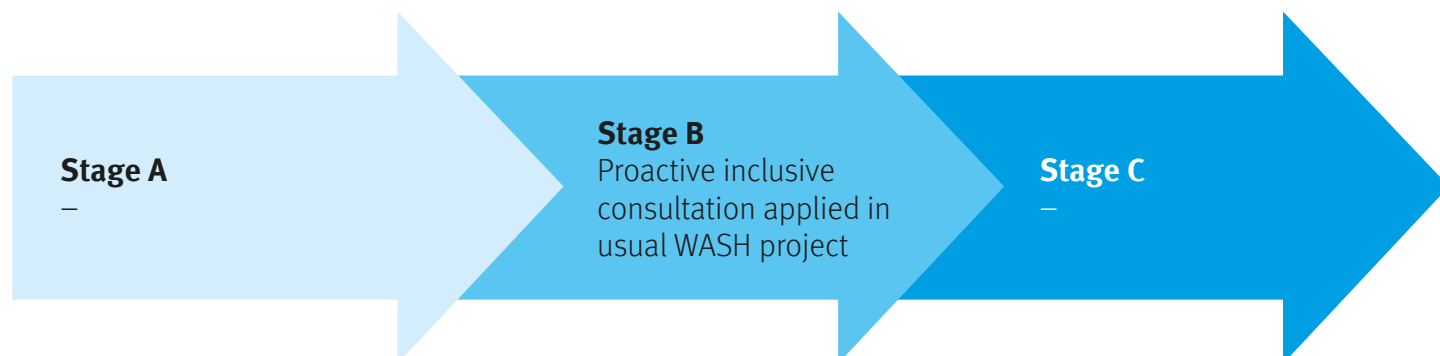 Stage A
–
Stage B
Proactive inclusive
consultation applied in
usual WASH project
Stage C
–